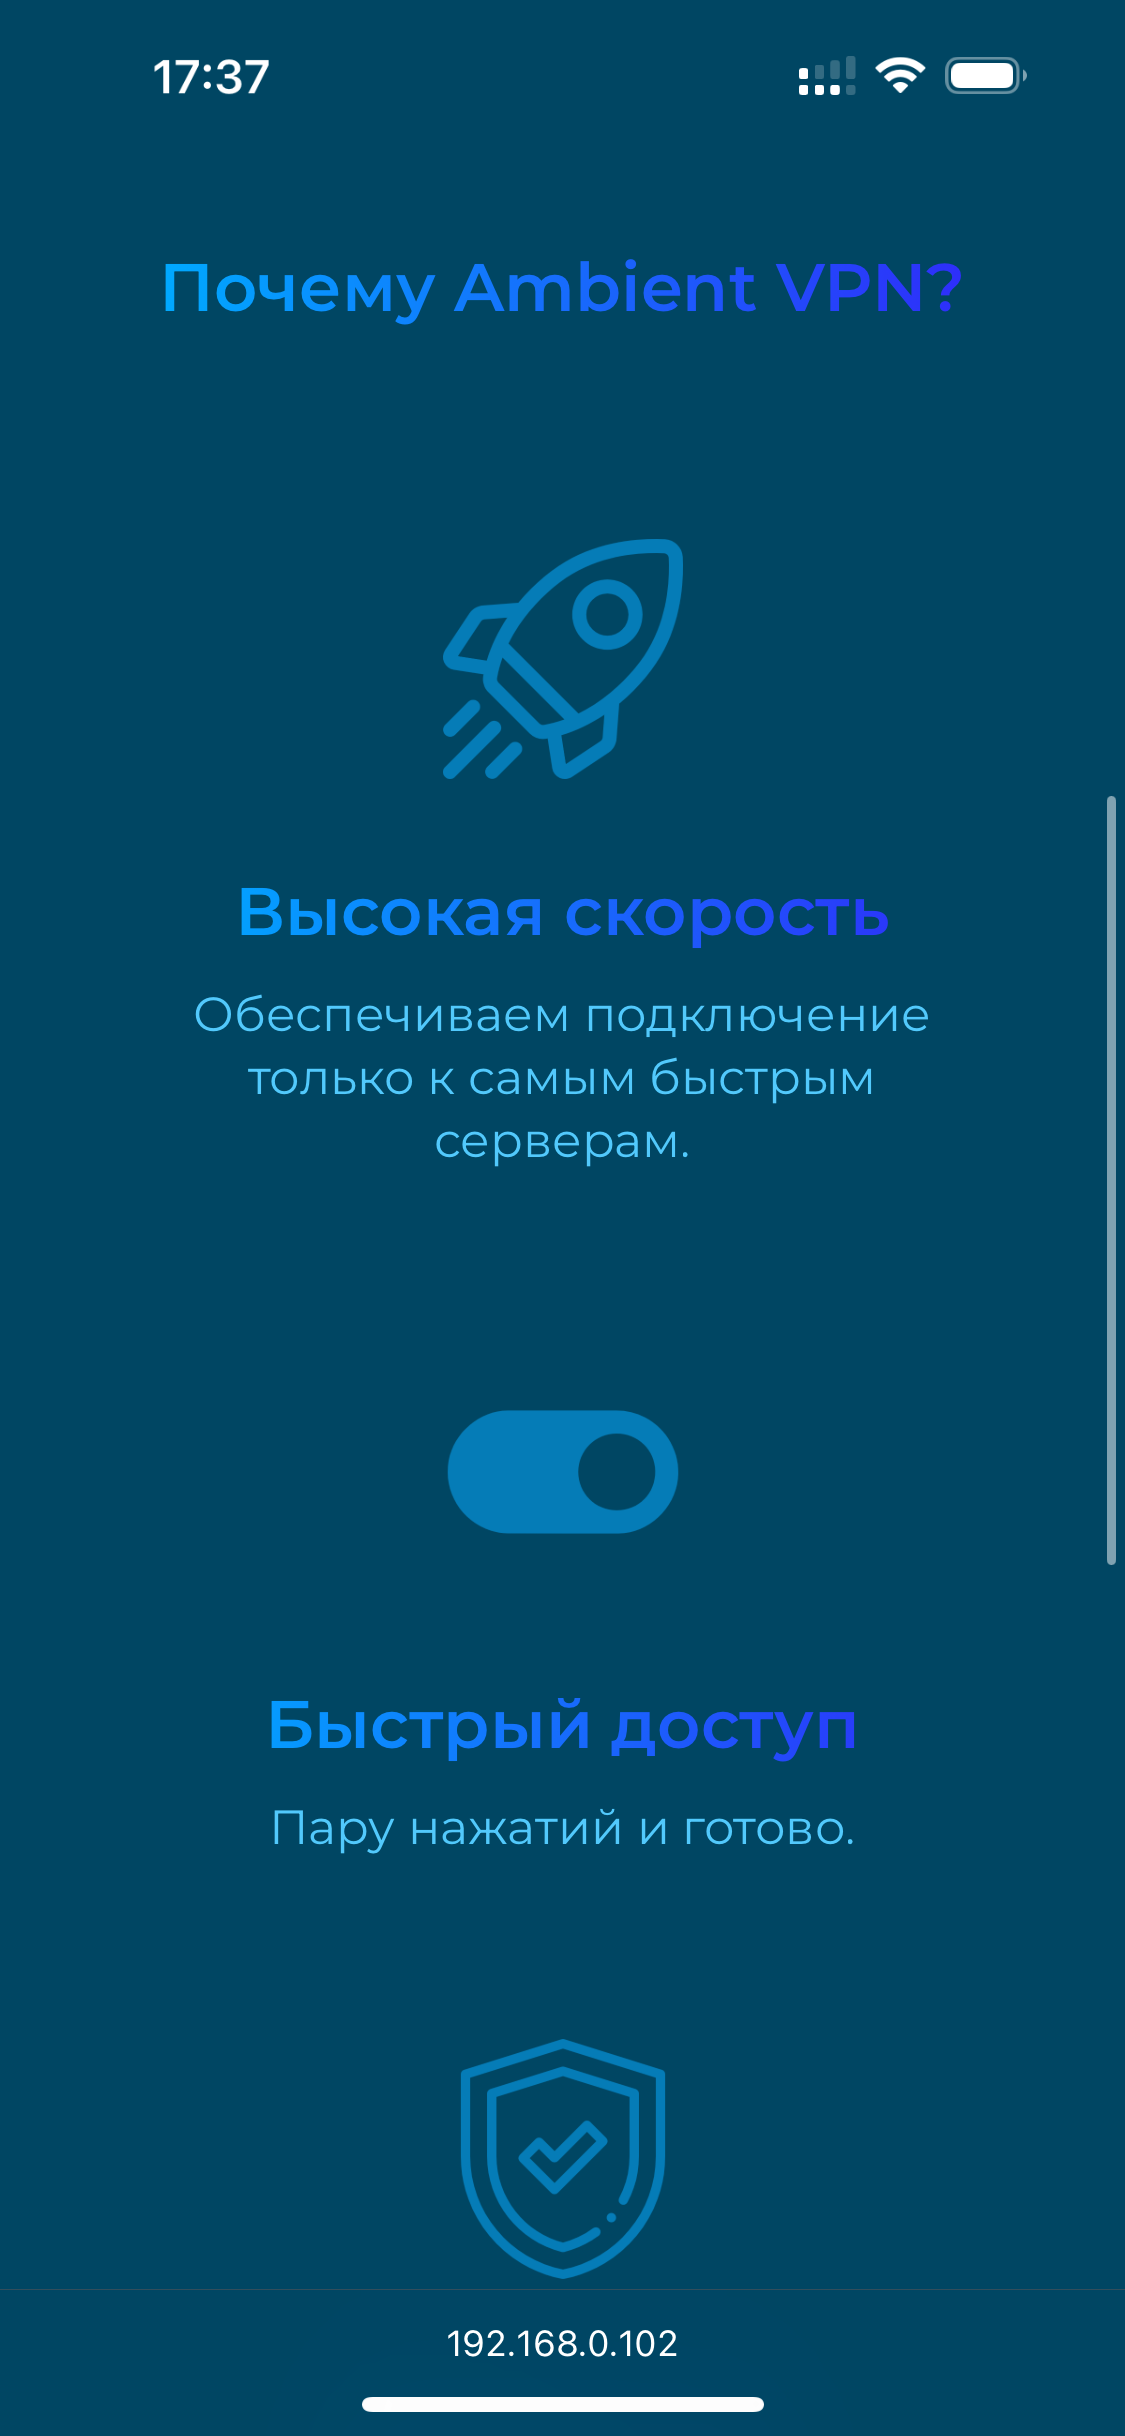 17:37
Почему Ambient VPN?
Высокая скорость
Обеспечиваем подключение
только к самым быстрым
серверам.
Быстрый доступ
Пару нажатий и готово.
192.168.0.102